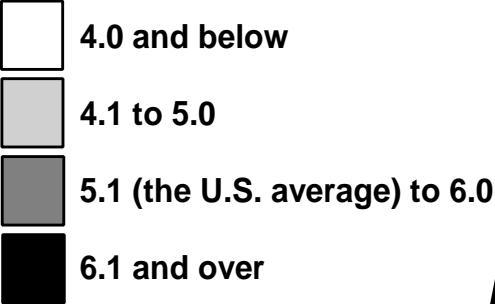 4.0 and below
4.1 to 5.0
5.1 (the U.S. average) to 6.0
6.1 and over